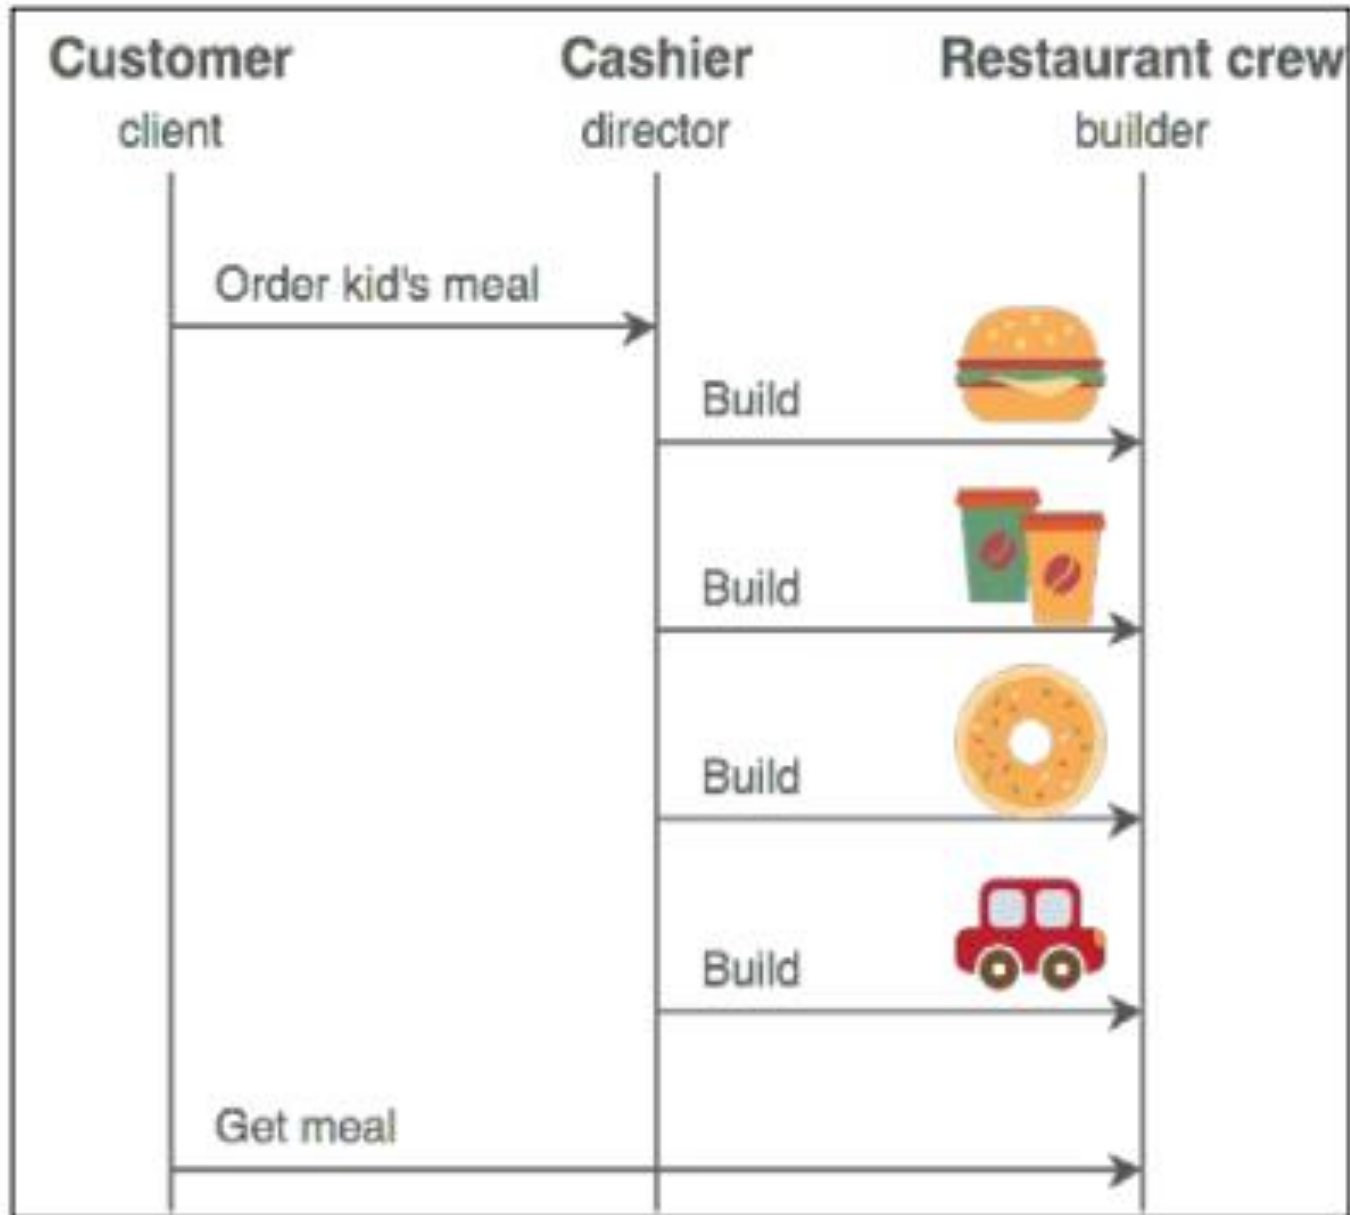 Customer Cashier Restaurant crew
client director builder
Order kid's meal
Build
Build
Build
Build
Get meal